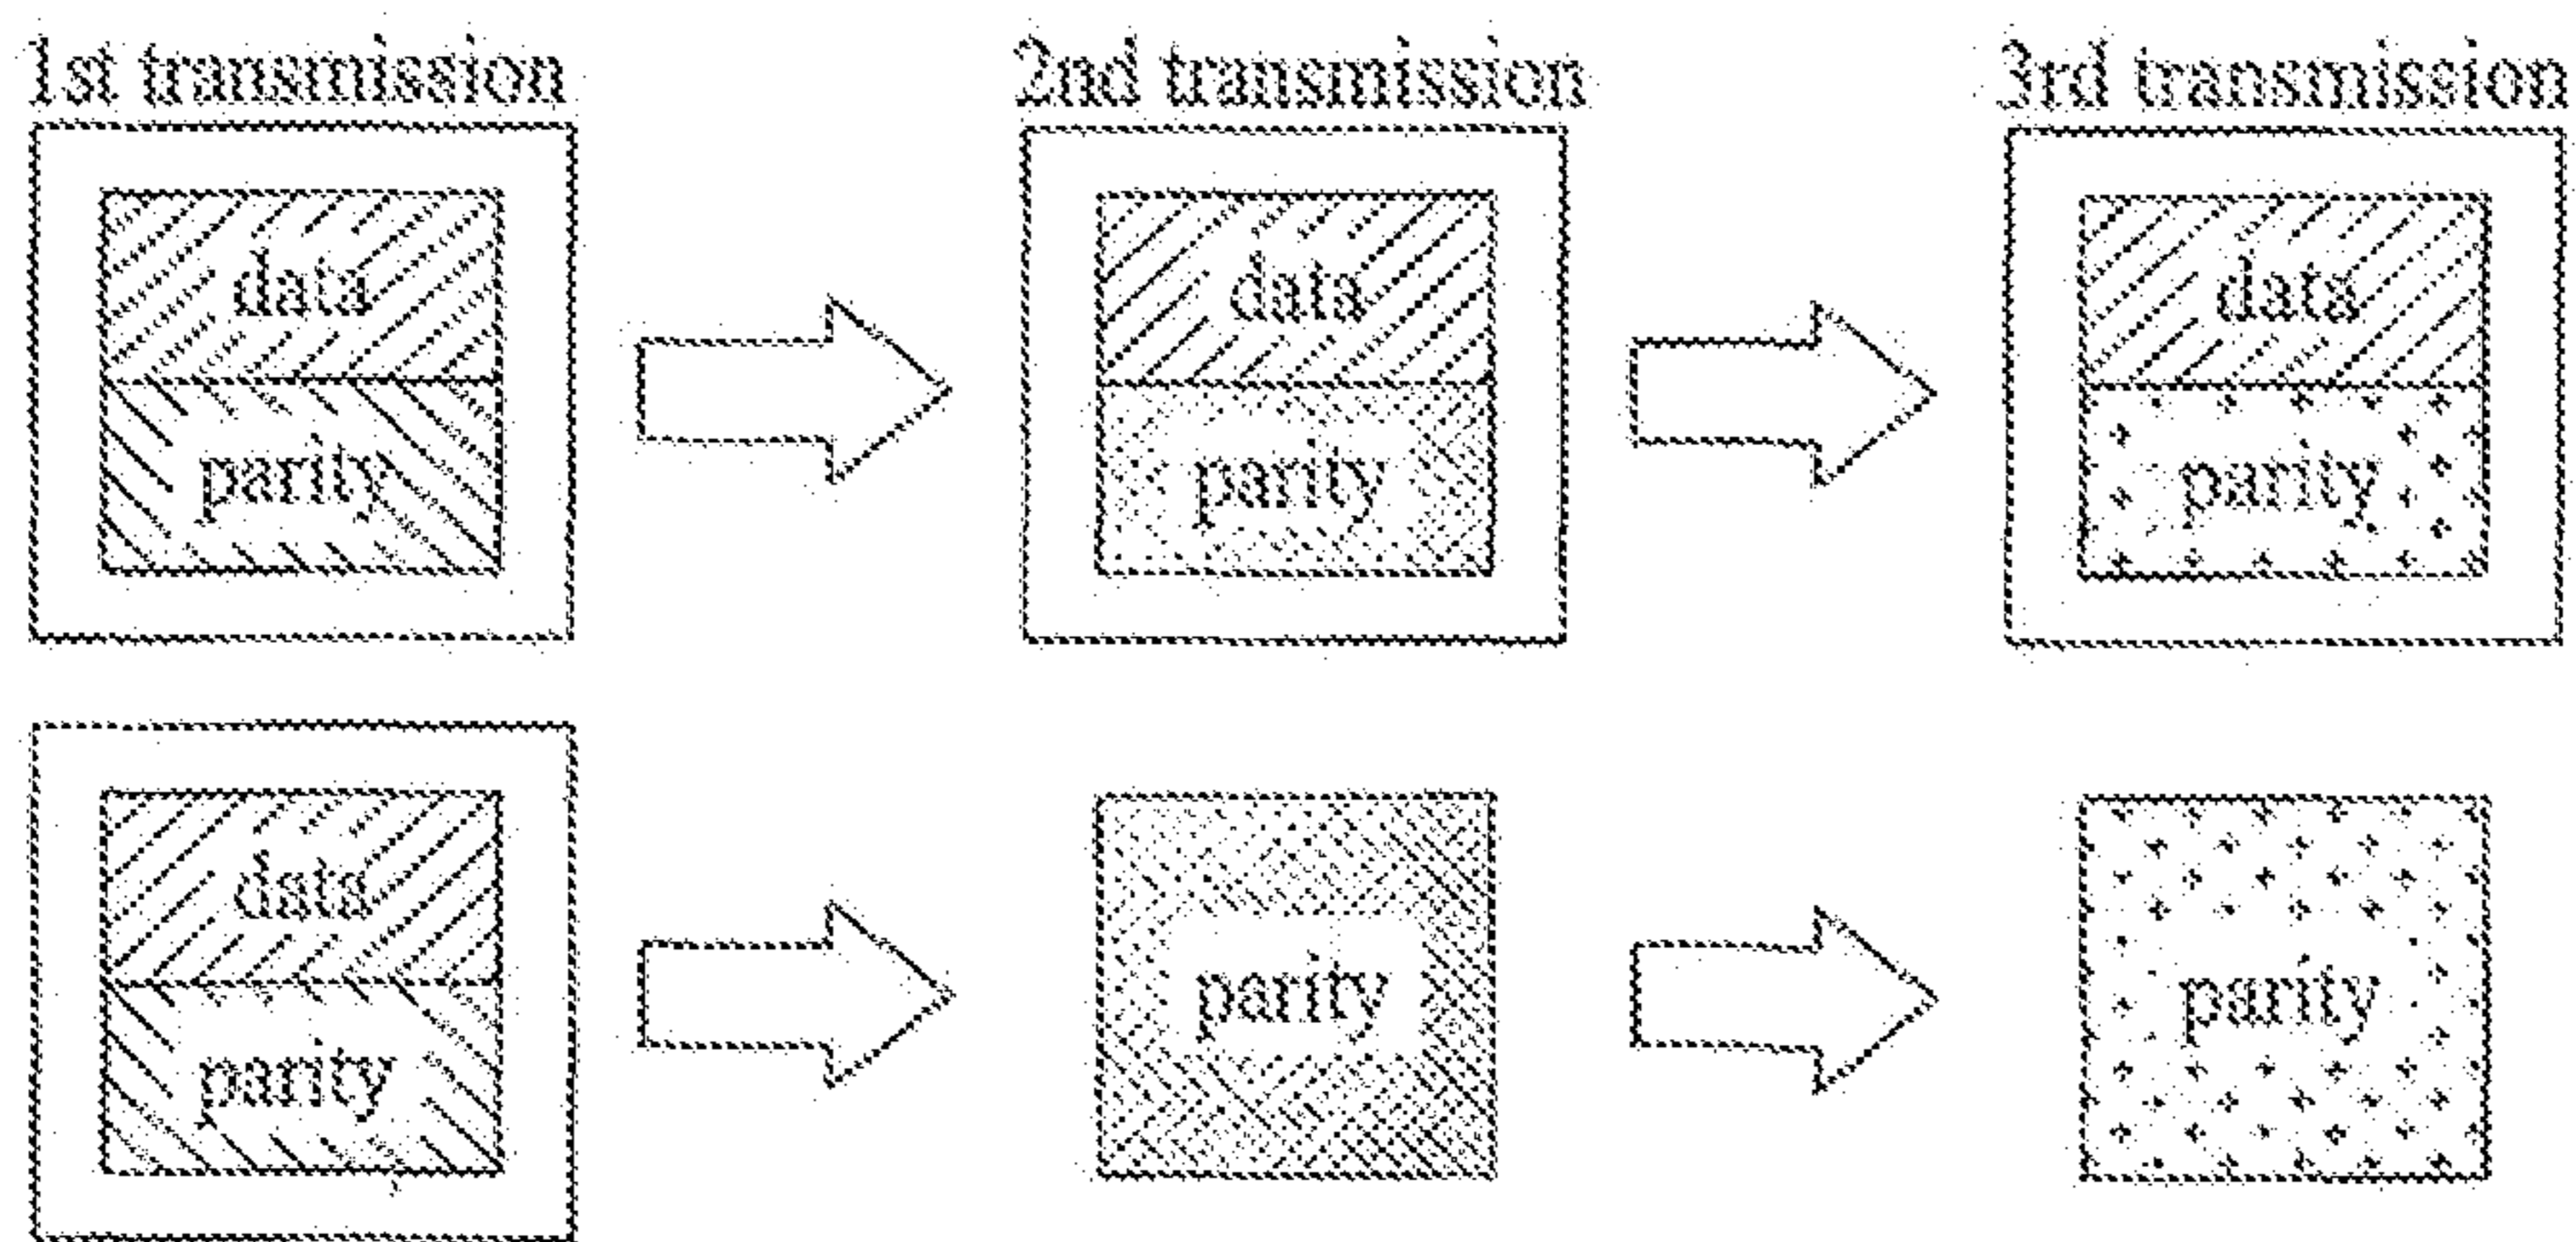 1st transmission 2nd transmission 3rd transmission
data data data
parity parity parity
data
parity parity
parity